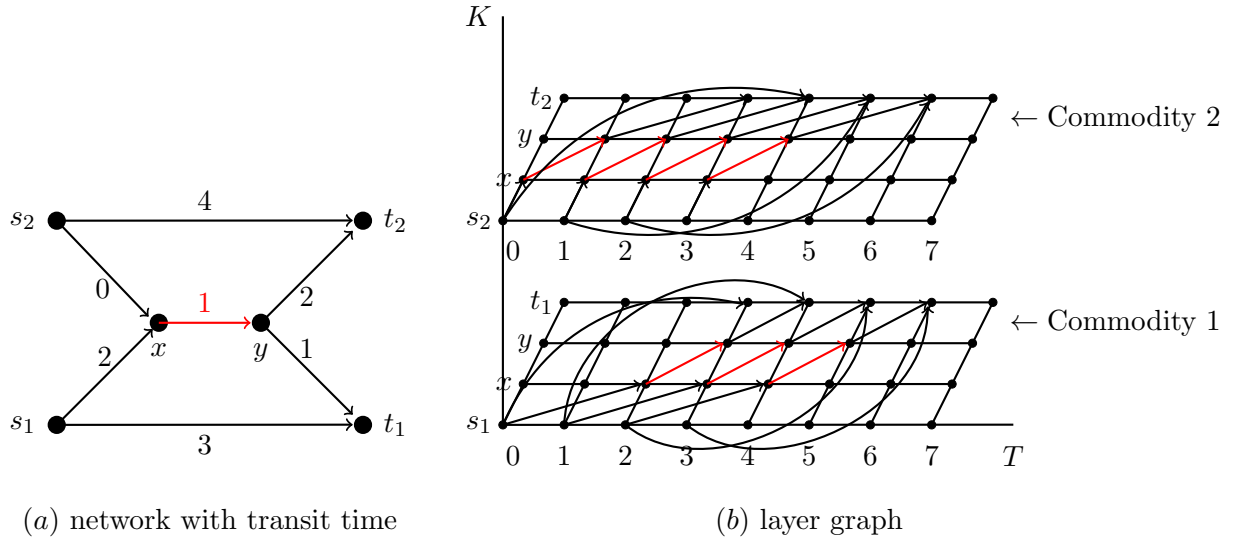 s₂ 4 t₂
0 1 2
x y
2 1
s₁ 3 t₁
(a) network with transit time
K
t₂ ← Commodity 2
y
x
s₂
0 1 2 3 4 5 6 7
t₁ ← Commodity 1
y
x
s₁
0 1 2 3 4 5 6 7 T
(b) layer graph